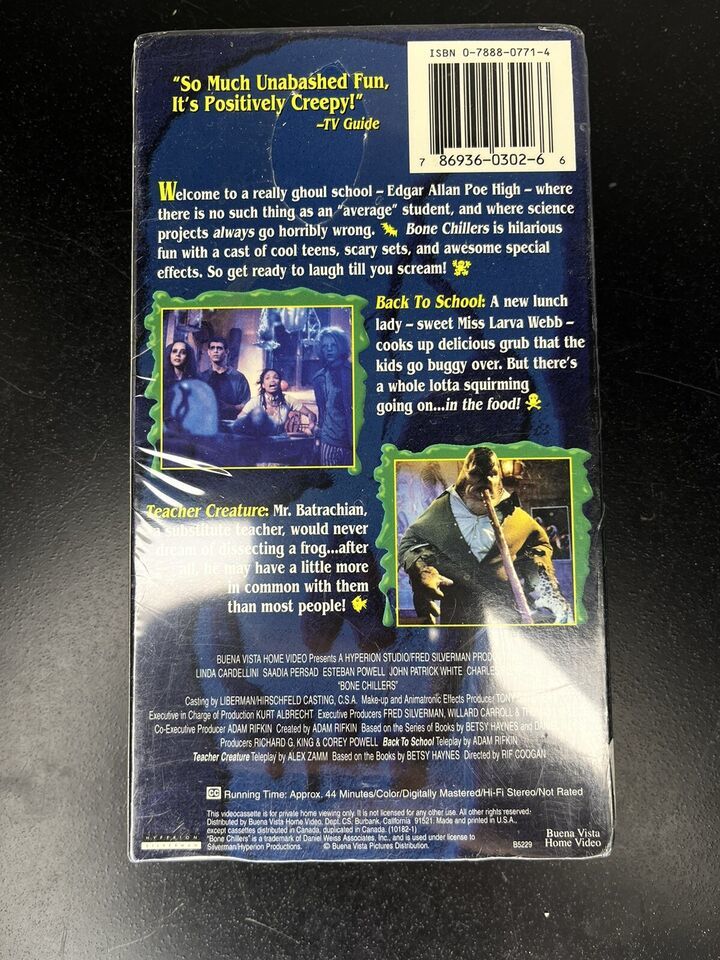 "So Much Unabashed Fun,
It's Positively Creepy!"
–TV Guide
ISBN 0-7888-0771-4
7 86936-0302-6 6
Welcome to a really ghoul school – Edgar Allan Poe High – where
there is no such thing as an "average" student, and where science
projects always go horribly wrong. Bone Chillers is hilarious
fun with a cast of cool teens, scary sets, and awesome special
effects. So get ready to laugh till you scream!
Back To School: A new lunch
lady – sweet Miss Larva Webb –
cooks up delicious grub that the
kids go buggy over. But there's
a whole lotta squirming
going on...in the food!
Teacher Creature: Mr. Batrachian,
a substitute teacher, would never
dream of dissecting a frog...after
all, he may have a little more
in common with them
than most people!
BUENA VISTA HOME VIDEO Presents A HYPERION STUDIO/FRED SILVERMAN
LINDA CARDELLINI SAADIA PERSAD ESTEBAN POWELL JOHN PATRICK WHITE
"BONE CHILLERS"
Casting by LIBERMAN/HIRSCHFELD CASTING, C.S.A. Make-up and Animatronic Effects Producer TONY
Executive in Charge of Production KURT ALBRECHT Executive Producers FRED SILVERMAN, WILLARD CARROLL &
Co-Executive Producer ADAM RIFKIN Created by ADAM RIFKIN Based on the Series of Books by BETSY HAYNES and
Producers RICHARD G. KING & COREY POWELL Back To School Teleplay by ADAM RIFKIN
Teacher Creature Teleplay by ALEX ZAMM Based on the Books by BETSY HAYNES Directed by RIF COOGAN
CC Running Time: Approx. 44 Minutes/Color/Digitally Mastered/Hi-Fi Stereo/Not Rated
This videocassette is for private home viewing only. It is not licensed for any other use. All other rights reserved.
Distributed by Buena Vista Home Video, Dept. CS, Burbank, California 91521. Made and printed in U.S.A.,
except cassettes distributed in Canada, duplicated in Canada. (10182-1)
"Bone Chillers" is a trademark of Daniel Weiss Associates, Inc., and is used under license to
Silverman/Hyperion Productions. © Buena Vista Pictures Distribution.
HYPERION
B5229
Buena Vista
Home Video